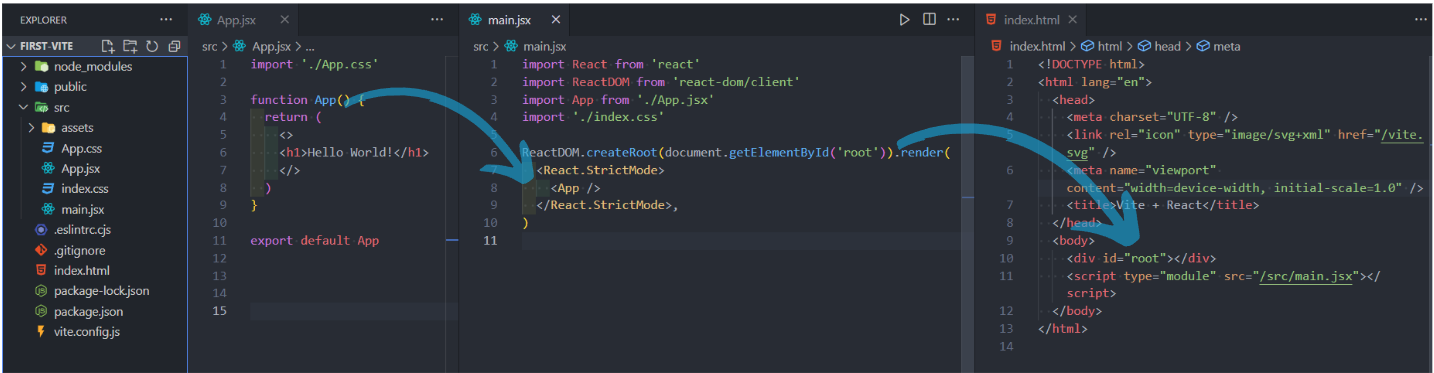 EXPLORER ...
FIRST-VITE
node_modules
public
src
assets
App.css
App.jsx
index.css
main.jsx
.eslintrc.cjs
.gitignore
index.html
package-lock.json
package.json
vite.config.js
App.jsx ...
src > App.jsx > ...
1 import './App.css'
2
3 function App() {
4 return (
5 <>
6 <h1>Hello World!</h1>
7 </>
8 )
9 }
10
11 export default App
12
13
14
15
main.jsx ...
src > main.jsx
1 import React from 'react'
2 import ReactDOM from 'react-dom/client'
3 import App from './App.jsx'
4 import './index.css'
5
6 ReactDOM.createRoot(document.getElementById('root')).render(
7 <React.StrictMode>
8 <App />
9 </React.StrictMode>,
10 )
11
index.html ...
index.html > html > head > meta
1 <!DOCTYPE html>
2 <html lang="en">
3 <head>
4 <meta charset="UTF-8" />
5 <link rel="icon" type="image/svg+xml" href="/vite.
svg" />
6 <meta name="viewport"
content="width=device-width, initial-scale=1.0" />
7 <title>Vite + React</title>
8 </head>
9 <body>
10 <div id="root"></div>
11 <script type="module" src="/src/main.jsx"></
script>
12 </body>
13 </html>
14